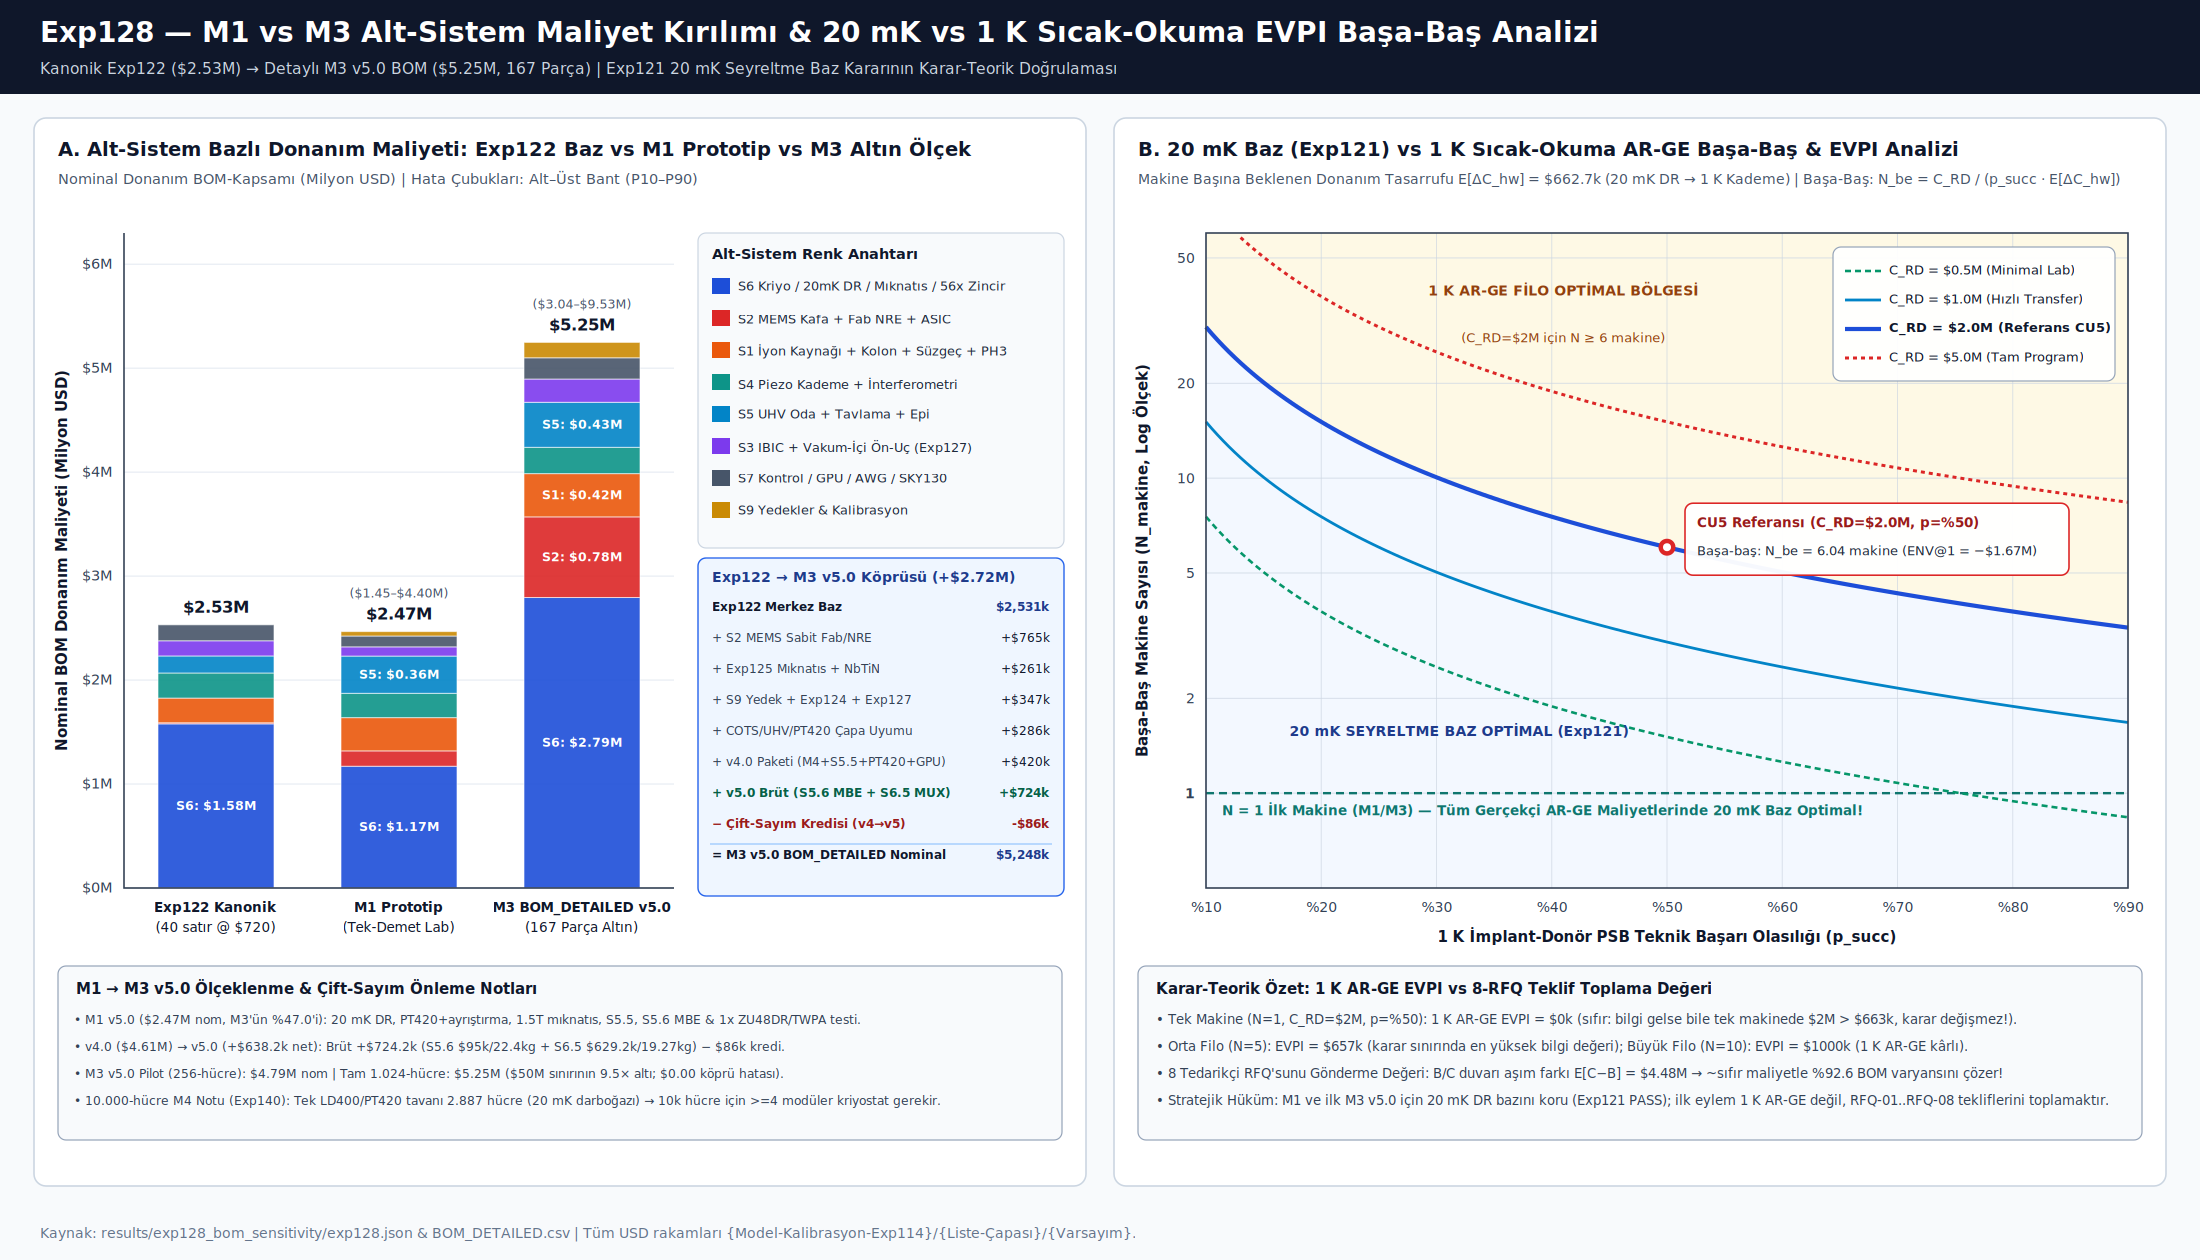 Exp128 — M1 vs M3 Alt-Sistem Maliyet Kırılımı & 20 mK vs 1 K Sıcak-Okuma EVPI Başa-Baş Analizi
Kanonik Exp122 ($2.53M) → Detaylı M3 v5.0 BOM ($5.25M, 167 Parça) | Exp121 20 mK Seyreltme Baz Kararının Karar-Teorik Doğrulaması
A. Alt-Sistem Bazlı Donanım Maliyeti: Exp122 Baz vs M1 Prototip vs M3 Altın Ölçek
Nominal Donanım BOM-Kapsamı (Milyon USD) | Hata Çubukları: Alt–Üst Bant (P10–P90)
Nominal BOM Donanım Maliyeti (Milyon USD)
$6M
$5M
$4M
$3M
$2M
$1M
$0M
$2.53M
S6: $1.58M
($1.45–$4.40M)
$2.47M
S5: $0.36M
S6: $1.17M
($3.04–$9.53M)
$5.25M
S5: $0.43M
S1: $0.42M
S2: $0.78M
S6: $2.79M
Exp122 Kanonik
(40 satır @ $720)
M1 Prototip
(Tek-Demet Lab)
M3 BOM_DETAILED v5.0
(167 Parça Altın)
Alt-Sistem Renk Anahtarı
S6 Kriyo / 20mK DR / Mıknatıs / 56x Zincir
S2 MEMS Kafa + Fab NRE + ASIC
S1 İyon Kaynağı + Kolon + Süzgeç + PH3
S4 Piezo Kademe + İnterferometri
S5 UHV Oda + Tavlama + Epi
S3 IBIC + Vakum-İçi Ön-Uç (Exp127)
S7 Kontrol / GPU / AWG / SKY130
S9 Yedekler & Kalibrasyon
Exp122 → M3 v5.0 Köprüsü (+$2.72M)
Exp122 Merkez Baz $2,531k
+ S2 MEMS Sabit Fab/NRE +$765k
+ Exp125 Mıknatıs + NbTiN +$261k
+ S9 Yedek + Exp124 + Exp127 +$347k
+ COTS/UHV/PT420 Çapa Uyumu +$286k
+ v4.0 Paketi (M4+S5.5+PT420+GPU) +$420k
+ v5.0 Brüt (S5.6 MBE + S6.5 MUX) +$724k
− Çift-Sayım Kredisi (v4→v5) -$86k
= M3 v5.0 BOM_DETAILED Nominal $5,248k
M1 → M3 v5.0 Ölçeklenme & Çift-Sayım Önleme Notları
• M1 v5.0 ($2.47M nom, M3'ün %47.0'i): 20 mK DR, PT420+ayrıştırma, 1.5T mıknatıs, S5.5, S5.6 MBE & 1x ZU48DR/TWPA testi.
• v4.0 ($4.61M) → v5.0 (+$638.2k net): Brüt +$724.2k (S5.6 $95k/22.4kg + S6.5 $629.2k/19.27kg) − $86k kredi.
• M3 v5.0 Pilot (256-hücre): $4.79M nom | Tam 1.024-hücre: $5.25M ($50M sınırının 9.5× altı; $0.00 köprü hatası).
• 10.000-hücre M4 Notu (Exp140): Tek LD400/PT420 tavanı 2.887 hücre (20 mK darboğazı) → 10k hücre için >=4 modüler kriyostat gerekir.
B. 20 mK Baz (Exp121) vs 1 K Sıcak-Okuma AR-GE Başa-Baş & EVPI Analizi
Makine Başına Beklenen Donanım Tasarrufu E[ΔC_hw] = $662.7k (20 mK DR → 1 K Kademe) | Başa-Baş: N_be = C_RD / (p_succ · E[ΔC_hw])
Başa-Baş Makine Sayısı (N_makine, Log Ölçek)
50
20
10
5
2
1
1 K AR-GE FİLO OPTİMAL BÖLGESİ
(C_RD=$2M için N ≥ 6 makine)
C_RD = $0.5M (Minimal Lab)
C_RD = $1.0M (Hızlı Transfer)
C_RD = $2.0M (Referans CU5)
C_RD = $5.0M (Tam Program)
CU5 Referansı (C_RD=$2.0M, p=%50)
Başa-baş: N_be = 6.04 makine (ENV@1 = −$1.67M)
20 mK SEYRELTME BAZ OPTİMAL (Exp121)
N = 1 İlk Makine (M1/M3) — Tüm Gerçekçi AR-GE Maliyetlerinde 20 mK Baz Optimal!
%10 %20 %30 %40 %50 %60 %70 %80 %90
1 K İmplant-Donör PSB Teknik Başarı Olasılığı (p_succ)
Karar-Teorik Özet: 1 K AR-GE EVPI vs 8-RFQ Teklif Toplama Değeri
• Tek Makine (N=1, C_RD=$2M, p=%50): 1 K AR-GE EVPI = $0k (sıfır: bilgi gelse bile tek makinede $2M > $663k, karar değişmez!).
• Orta Filo (N=5): EVPI = $657k (karar sınırında en yüksek bilgi değeri); Büyük Filo (N=10): EVPI = $1000k (1 K AR-GE kârlı).
• 8 Tedarikçi RFQ'sunu Gönderme Değeri: B/C duvarı aşım farkı E[C−B] = $4.48M → ~sıfır maliyetle %92.6 BOM varyansını çözer!
• Stratejik Hüküm: M1 ve ilk M3 v5.0 için 20 mK DR bazını koru (Exp121 PASS); ilk eylem 1 K AR-GE değil, RFQ-01..RFQ-08 tekliflerini toplamaktır.
Kaynak: results/exp128_bom_sensitivity/exp128.json & BOM_DETAILED.csv | Tüm USD rakamları {Model-Kalibrasyon-Exp114}/{Liste-Çapası}/{Varsayım}.